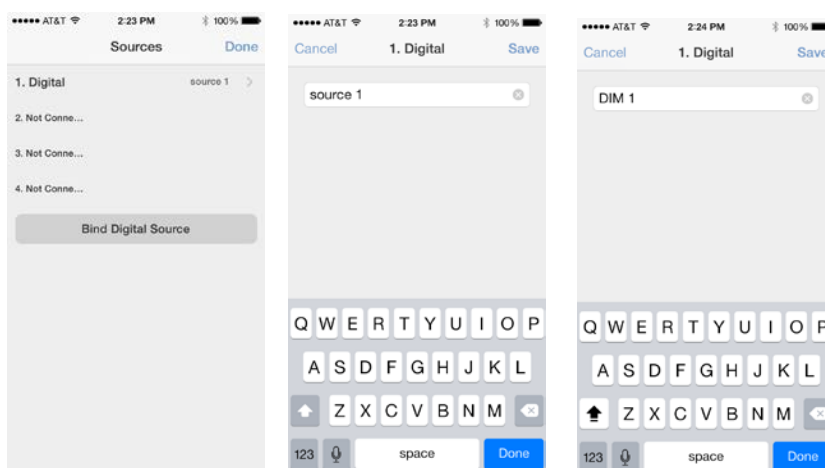 AT&T 2:23 PM 100%
Sources Done
1. Digital source 1
2. Not Conne...
3. Not Conne...
4. Not Conne...
Bind Digital Source
AT&T 2:23 PM 100%
Cancel 1. Digital Save
source 1
Q W E R T Y U I O P
A S D F G H J K L
Z X C V B N M
123 space Done
AT&T 2:24 PM 100%
Cancel 1. Digital Save
DIM 1
Q W E R T Y U I O P
A S D F G H J K L
Z X C V B N M
123 space Done